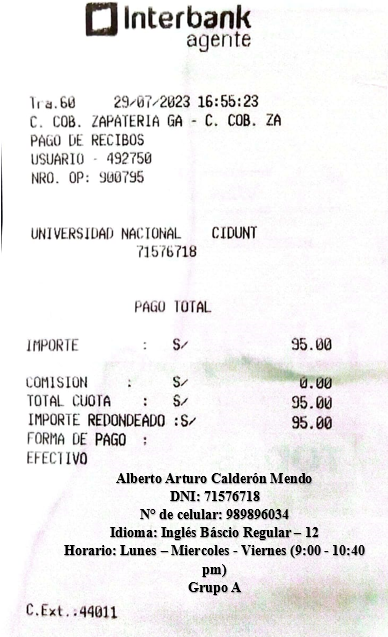 Interbank
agente
Tra.60 29/07/2023 16:55:23
C. COB. ZAPATERIA GA - C. COB. ZA
PAGO DE RECIBOS
USUARIO - 492750
NRO. OP: 900795
UNIVERSIDAD NACIONAL CIDUNT
71576718
PAGO TOTAL
IMPORTE : S/ 95.00
COMISION : S/ 0.00
TOTAL CUOTA : S/ 95.00
IMPORTE REDONDEADO :S/ 95.00
FORMA DE PAGO :
EFECTIVO
Alberto Arturo Calderón Mendo
DNI: 71576718
N° de celular: 989896034
Idioma: Inglés Báscio Regular – 12
Horario: Lunes – Miercoles - Viernes (9:00 - 10:40
pm)
Grupo A
C.Ext.:44011